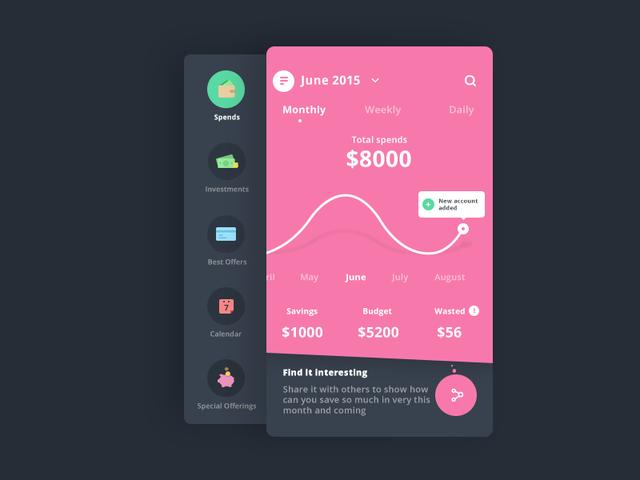 Spends
Investments
Best Offers
7
Calendar
Special Offerings
June 2015
Monthly Weekly Daily
Total spends
$8000
New account
added
ril May June July August
Savings Budget Wasted !
$1000 $5200 $56
Find it interesting
Share it with others to show how
can you save so much in very this
month and coming